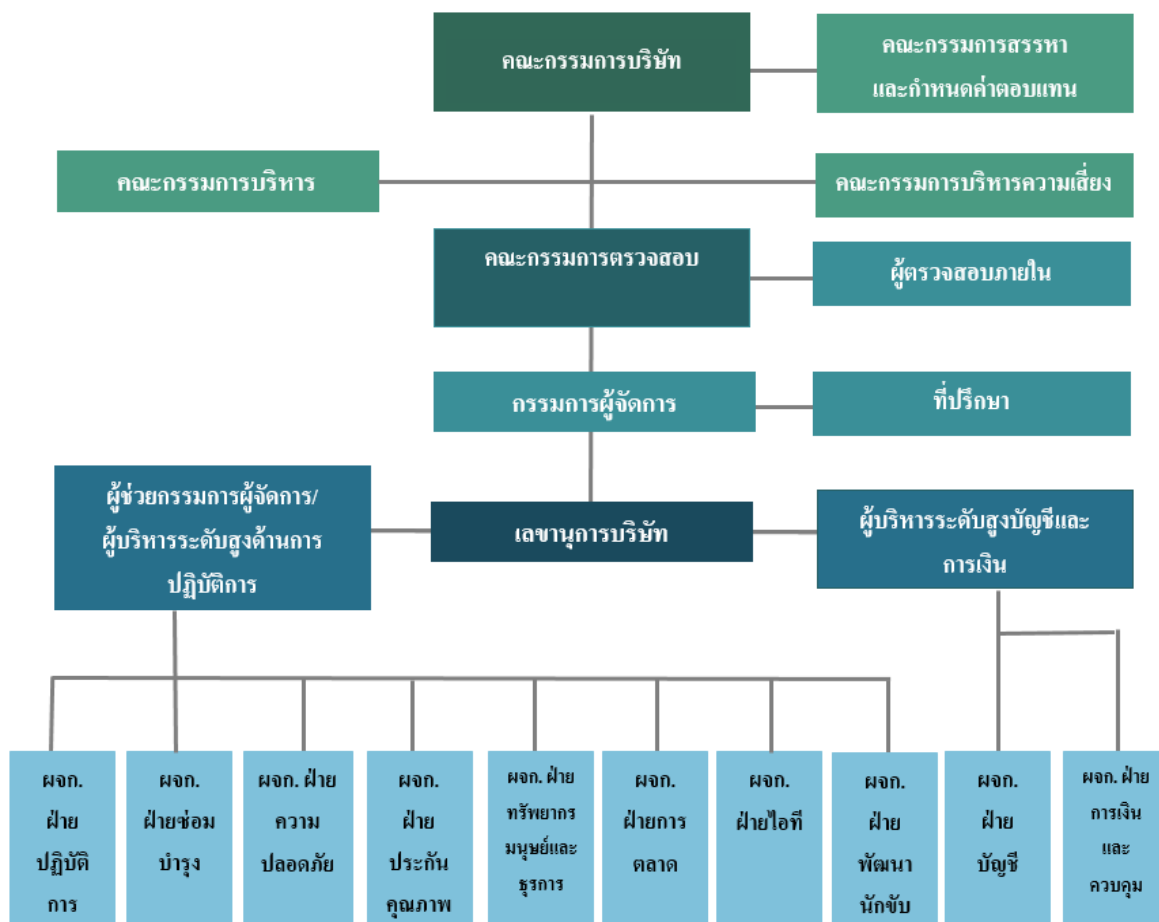 คณะกรรมการบริษัท
คณะกรรมการสรรหา
และกำหนดค่าตอบแทน
คณะกรรมการบริหาร
คณะกรรมการบริหารความเสี่ยง
คณะกรรมการตรวจสอบ
ผู้ตรวจสอบภายใน
กรรมการผู้จัดการ
ที่ปรึกษา
ผู้ช่วยกรรมการผู้จัดการ/
ผู้บริหารระดับสูงด้านการ
ปฏิบัติการ
เลขานุการบริษัท
ผู้บริหารระดับสูงบัญชีและ
การเงิน
ผจก.
ฝ่าย
ปฏิบัติ
การ
ผจก.
ฝ่ายซ่อม
บำรุง
ผจก. ฝ่าย
ความ
ปลอดภัย
ผจก.
ฝ่าย
ประกัน
คุณภาพ
ผจก. ฝ่าย
ทรัพยากร
มนุษย์และ
ธุรการ
ผจก.
ฝ่ายการ
ตลาด
ผจก.
ฝ่ายไอที
ผจก.
ฝ่าย
พัฒนา
นักขับ
ผจก.
ฝ่าย
บัญชี
ผจก. ฝ่าย
การเงิน
และ
ควบคุม